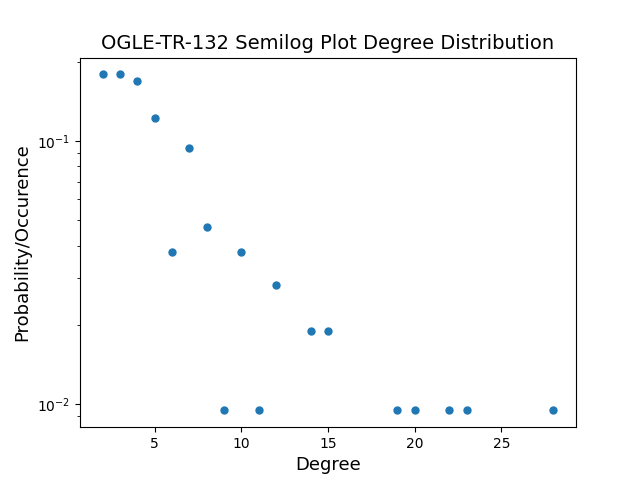 OGLE-TR-132 Semilog Plot Degree Distribution
Probability/Occurence
10⁻¹
10⁻²
5 10 15 20 25
Degree